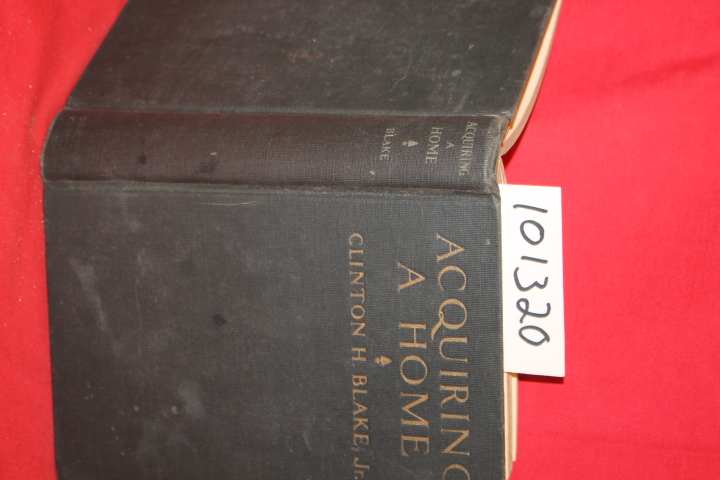 ACQUIRING
A
HOME
BLAKE
ACQUIRING
A HOME
CLINTON H. BLAKE, Jr.
101320